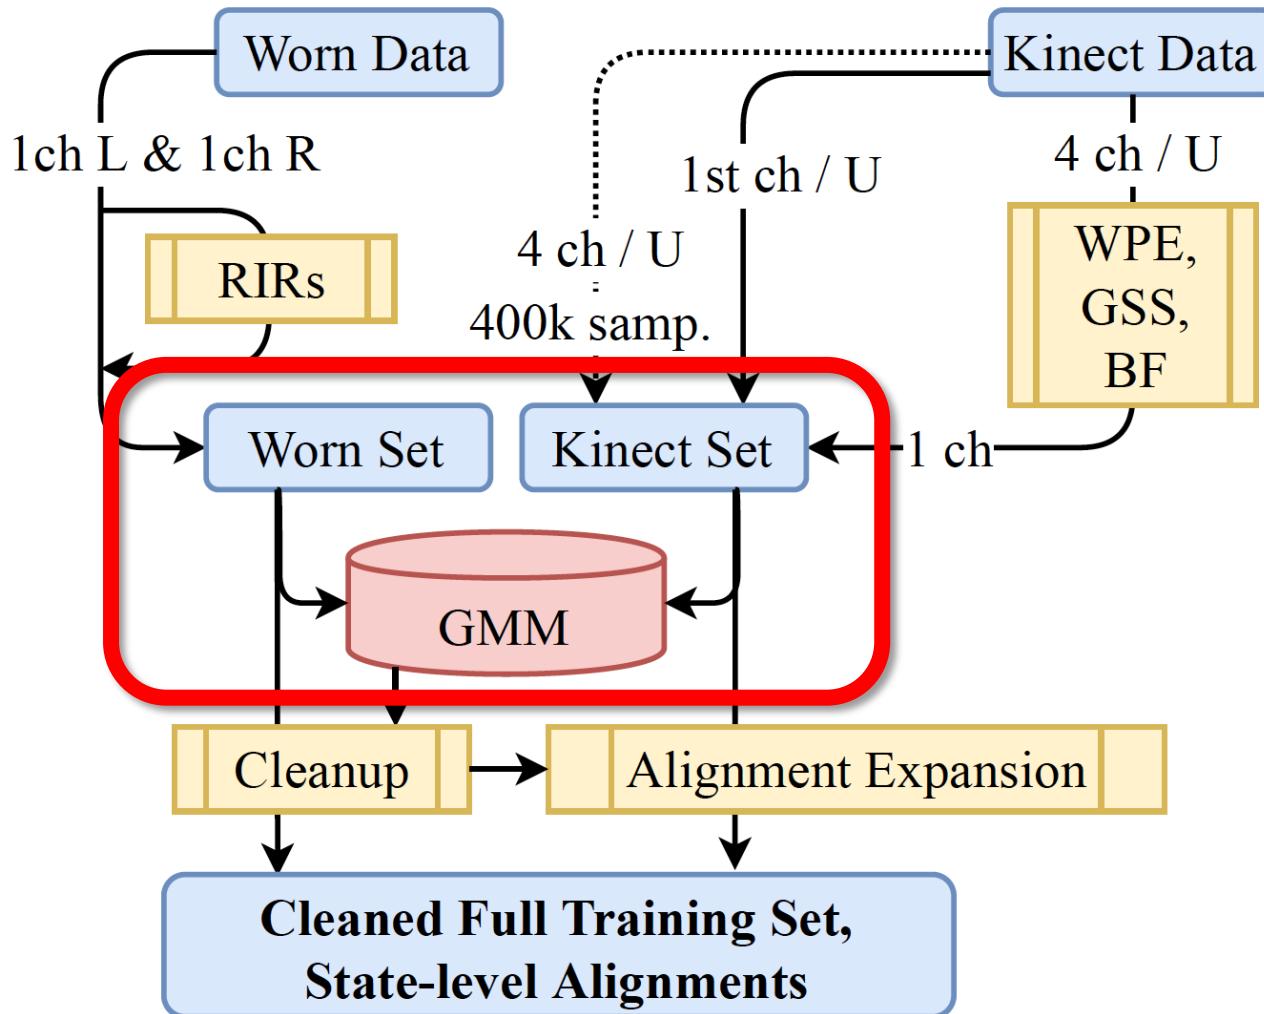 Worn Data
Kinect Data
1ch L & 1ch R
1st ch / U
4 ch / U
RIRs
4 ch / U
400k samp.
WPE,
GSS,
BF
Worn Set
Kinect Set
1 ch
GMM
Cleanup
Alignment Expansion
Cleaned Full Training Set,
State-level Alignments